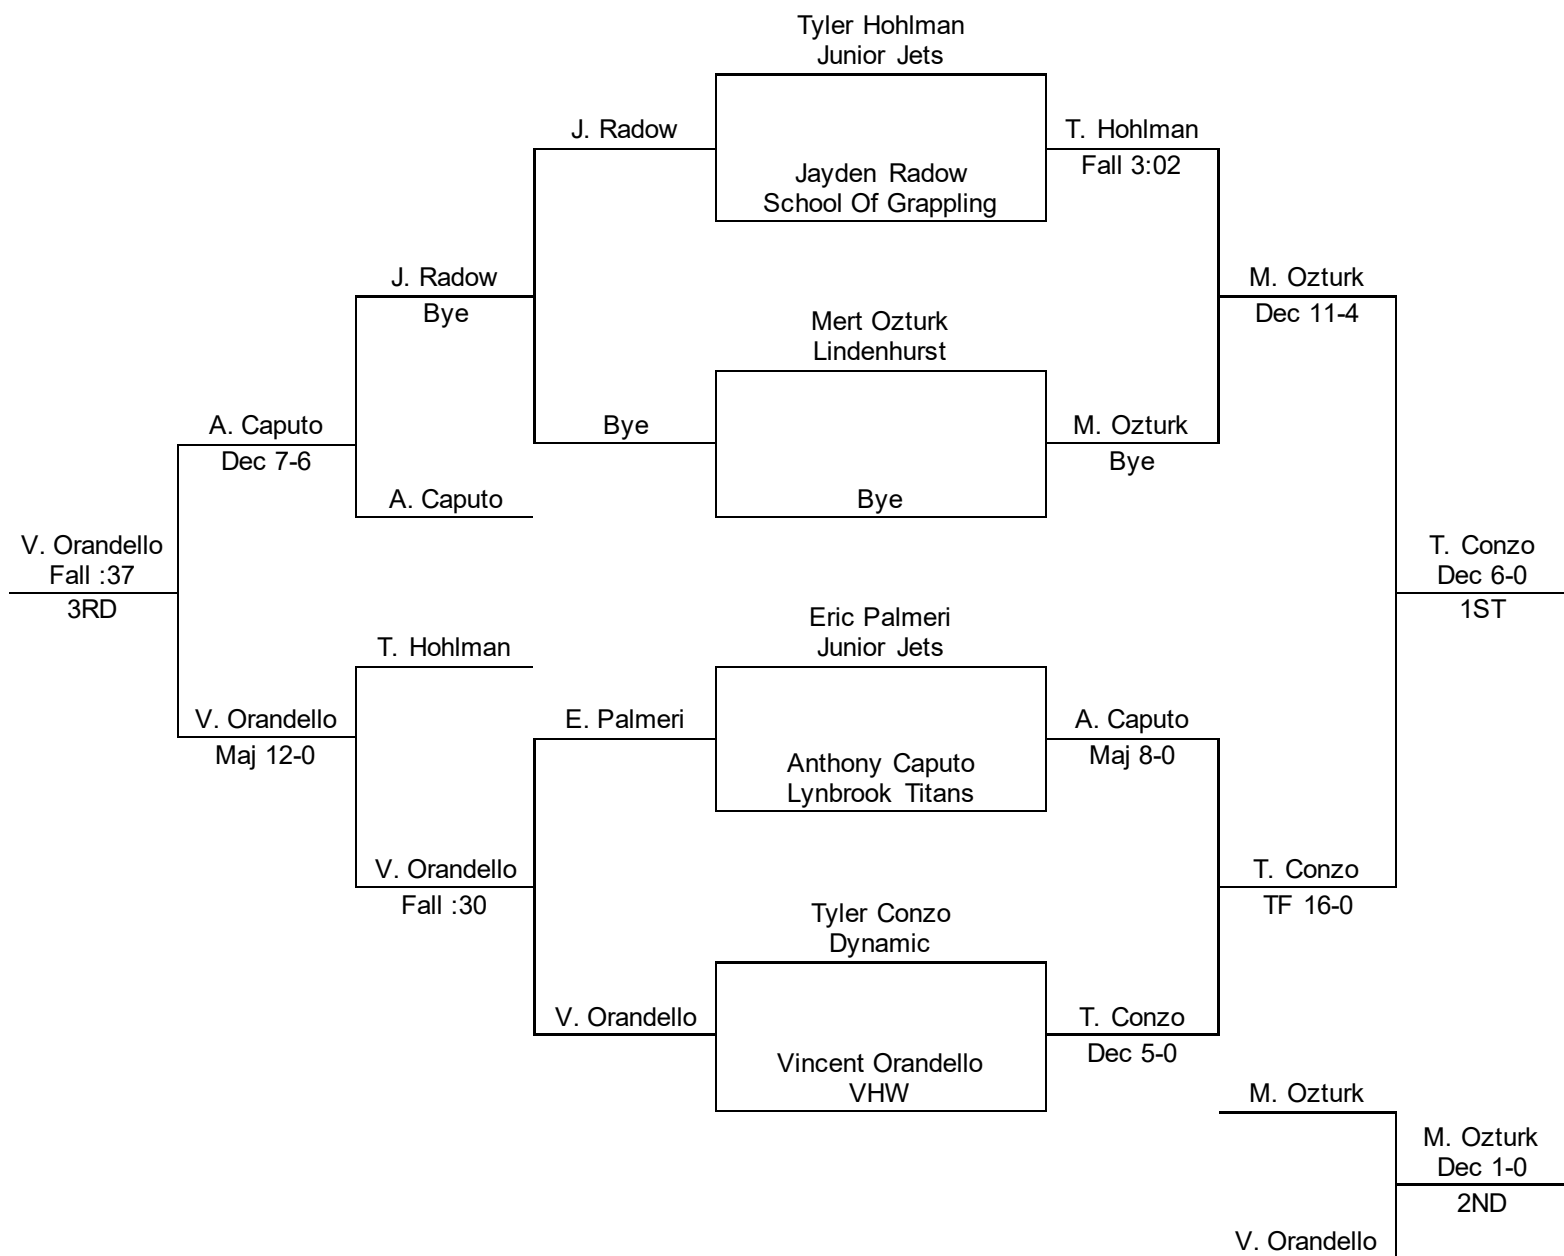 Tyler Hohlman
Junior Jets
J. Radow
T. Hohlman
Fall 3:02
Jayden Radow
School Of Grappling
J. Radow
Bye
M. Ozturk
Dec 11-4
Mert Ozturk
Lindenhurst
A. Caputo
Dec 7-6
Bye
M. Ozturk
Bye
A. Caputo
Bye
V. Orandello
Fall :37
3RD
T. Conzo
Dec 6-0
1ST
Eric Palmeri
Junior Jets
T. Hohlman
V. Orandello
Maj 12-0
E. Palmeri
A. Caputo
Maj 8-0
Anthony Caputo
Lynbrook Titans
V. Orandello
Fall :30
T. Conzo
TF 16-0
Tyler Conzo
Dynamic
V. Orandello
T. Conzo
Dec 5-0
Vincent Orandello
VHW
M. Ozturk
M. Ozturk
Dec 1-0
2ND
V. Orandello